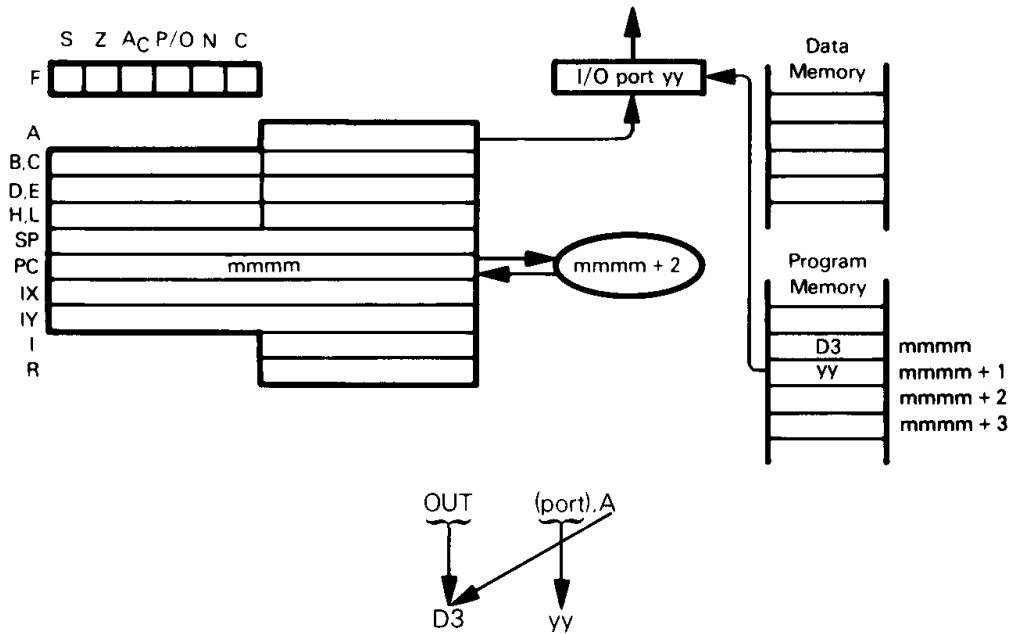 S Z AC P/O N C
F
A
B,C
D,E
H,L
SP
PC mmmm
IX
IY
I
R
mmmm + 2
I/O port yy
Data
Memory
Program
Memory
D3 mmmm
yy mmmm + 1
mmmm + 2
mmmm + 3
OUT (port),A
D3 yy